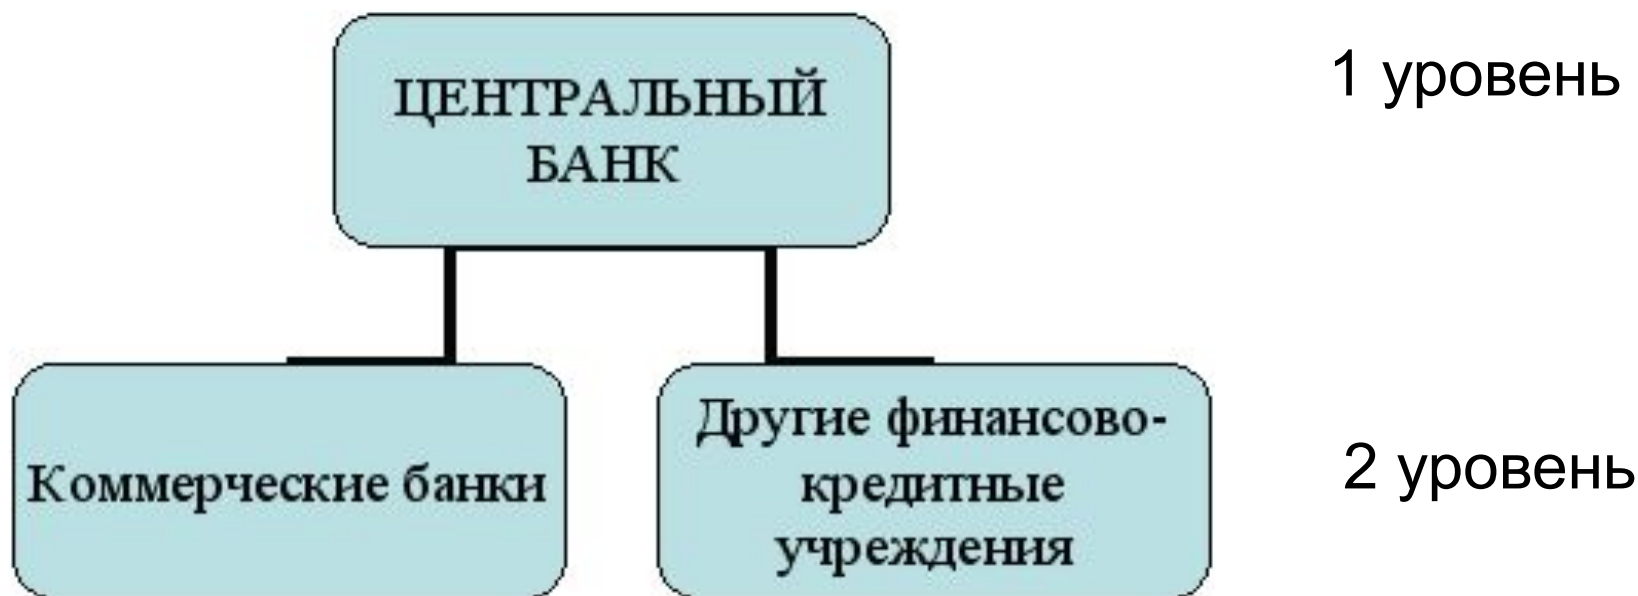 ЦЕНТРАЛЬНЫЙ
БАНК
1 уровень
Коммерческие банки
Другие финансово-
кредитные
учреждения
2 уровень